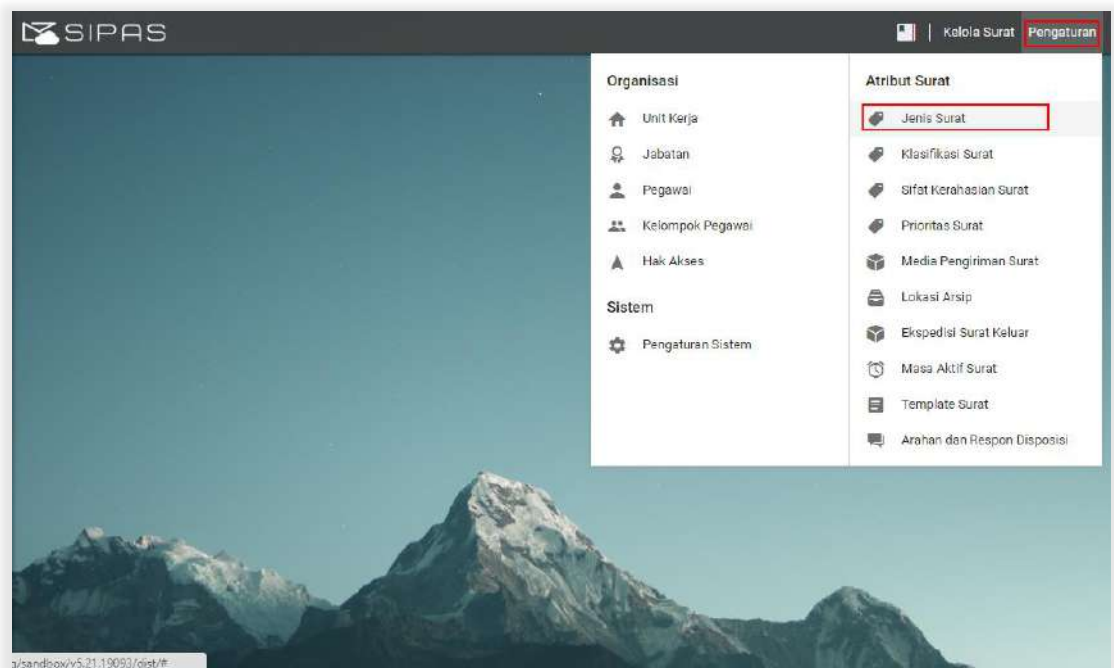 SIPAS
Kelola Surat
Pengaturan
Organisasi
Unit Kerja
Jabatan
Pegawai
Kelompok Pegawai
Hak Akses
Sistem
Pengaturan Sistem
Atribut Surat
Jenis Surat
Klasifikasi Surat
Sifat Kerahasian Surat
Prioritas Surat
Media Pengiriman Surat
Lokasi Arsip
Ekspedisi Surat Keluar
Masa Aktif Surat
Template Surat
Arahan dan Respon Disposisi
g/sandbox/v5.21.19093/dist/#